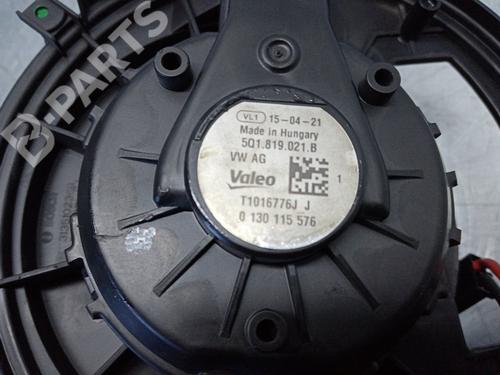 B-PARTS
VL1 15-04-21
Made in Hungary
5Q1.819.021.B
VW AG
Valeo
1
T1016776J J
0 130 115 576